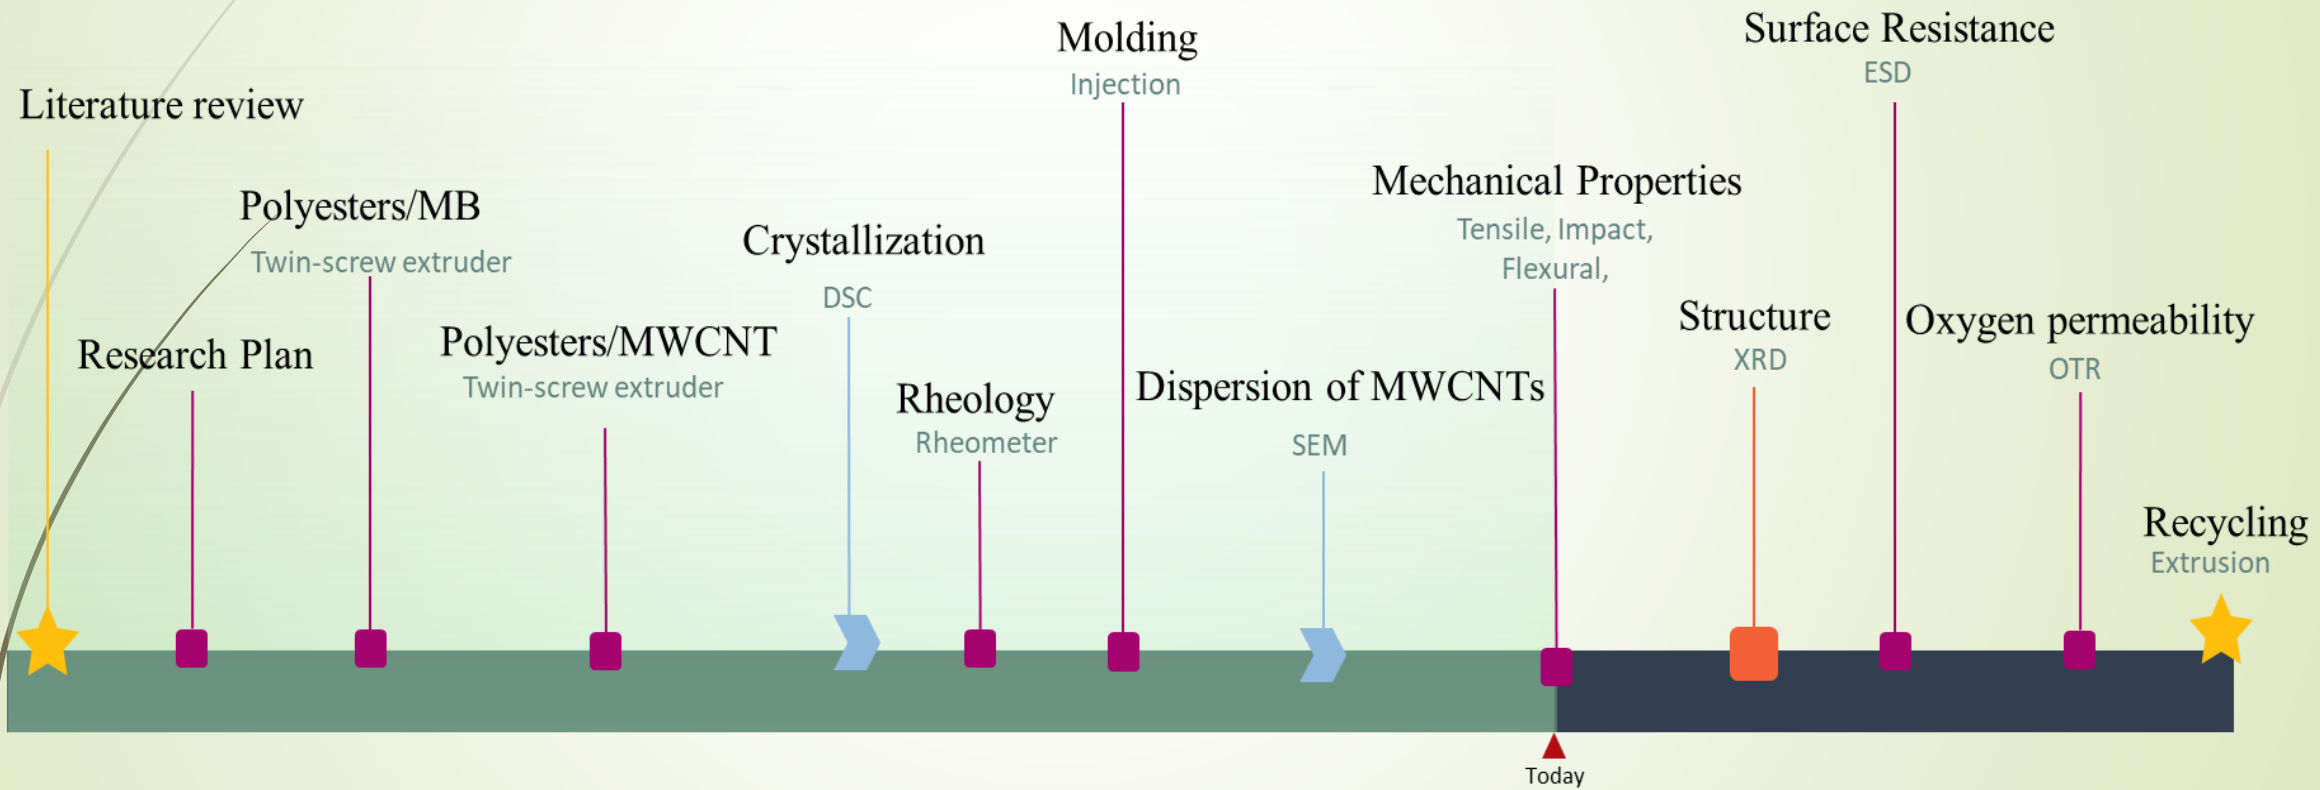 Literature review
Research Plan
Polyesters/MB
Twin-screw extruder
Polyesters/MWCNT
Twin-screw extruder
Crystallization
DSC
Rheology
Rheometer
Molding
Injection
Dispersion of MWCNTs
SEM
Mechanical Properties
Tensile, Impact,
Flexural,
Structure
XRD
Surface Resistance
ESD
Oxygen permeability
OTR
Recycling
Extrusion
Today